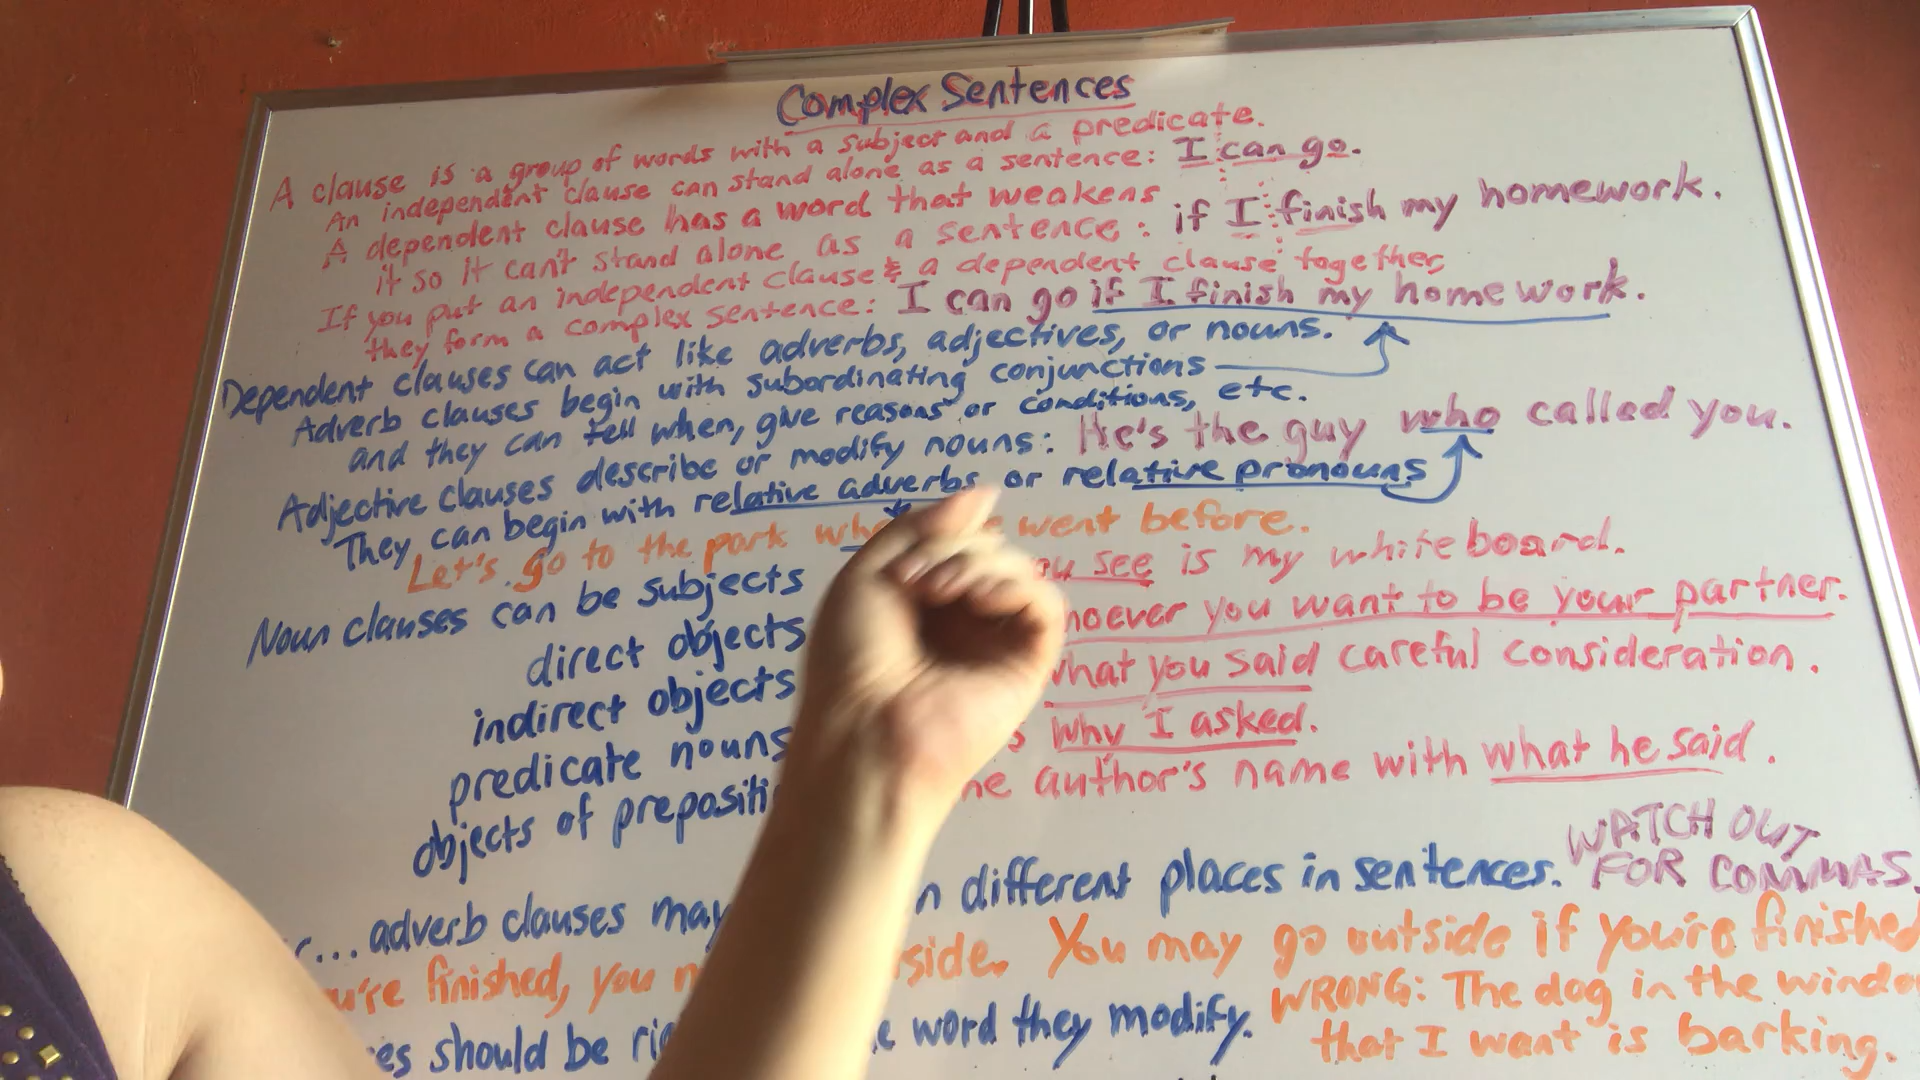 Complex Sentences
A clause is a group of words with a subject and a predicate.
An independent clause can stand alone as a sentence: I can go.
A dependent clause has a word that weakens
it so it can't stand alone as a sentence: if I finish my homework.
If you put an independent clause & a dependent clause together,
they form a complex sentence: I can go if I finish my homework.
Dependent clauses can act like adverbs, adjectives, or nouns.
Adverb clauses begin with subordinating conjunctions
and they can tell when, give reasons or conditions, etc.
Adjective clauses describe or modify nouns: He's the guy who called you.
They can begin with relative adverbs or relative pronouns
Let's go to the park went before.
Noun clauses can be subjects see is my whiteboard.
direct objects you want to be your partner.
indirect objects what you said careful consideration.
predicate nouns why I asked.
objects of author's name with what he said.
WATCH OUT
FOR COMMAS.
adverb clauses may different places in sentences.
finished, you You may go outside if you're finished
should be word they modify. WRONG: The dog in the
that I want is barking.